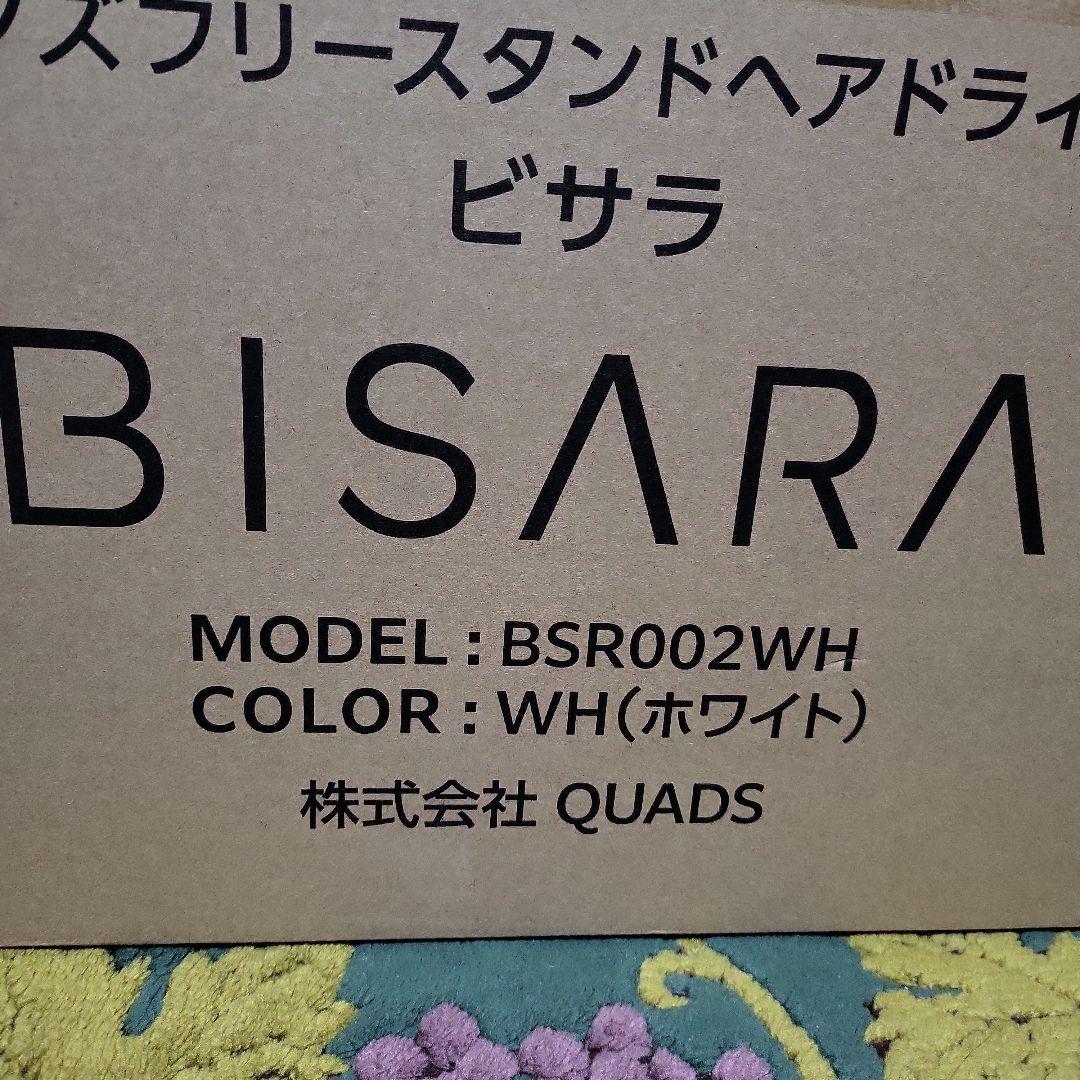 ズフリースタンドヘアドライ
ビサラ
BISARA
MODEL : BSR002WH
COLOR : WH(ホワイト)
株式会社 QUADS